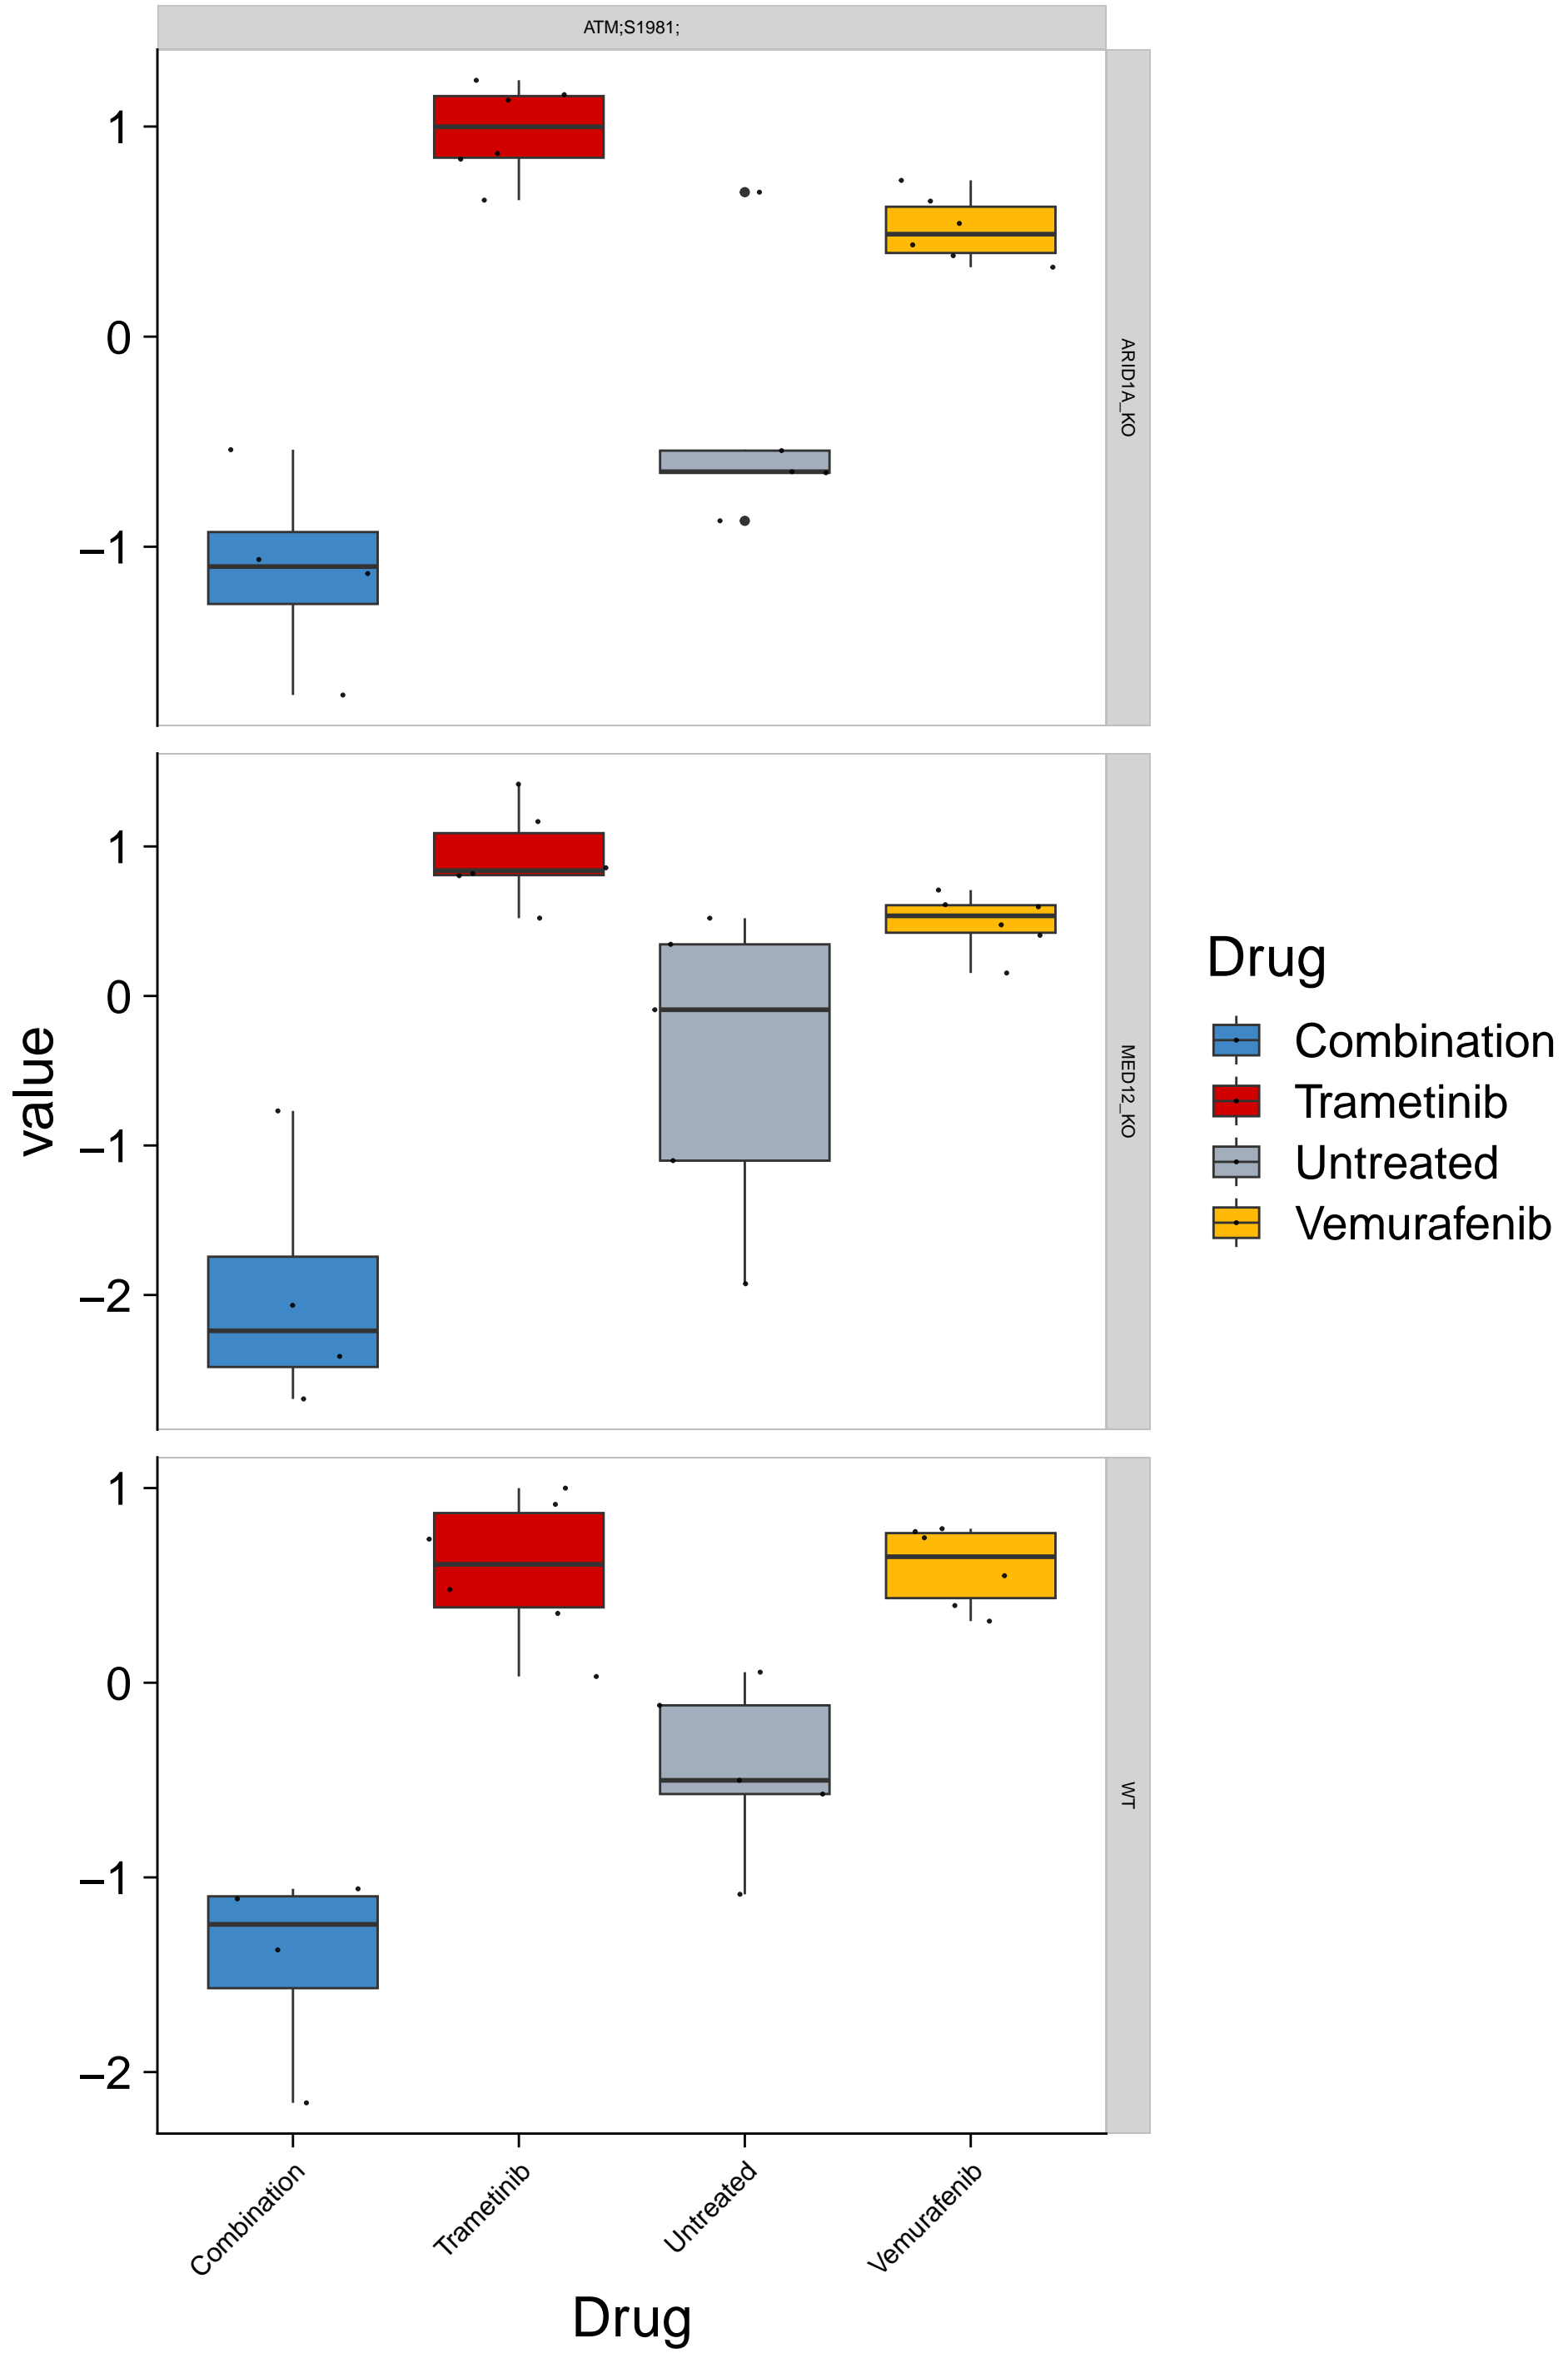 ATM;S1981;
1
0
−1
ARID1A_KO
1
0
−1
−2
MED12_KO
1
0
−1
−2
WT
value
Combination
Trametinib
Untreated
Vemurafenib
Drug
Drug
Combination
Trametinib
Untreated
Vemurafenib